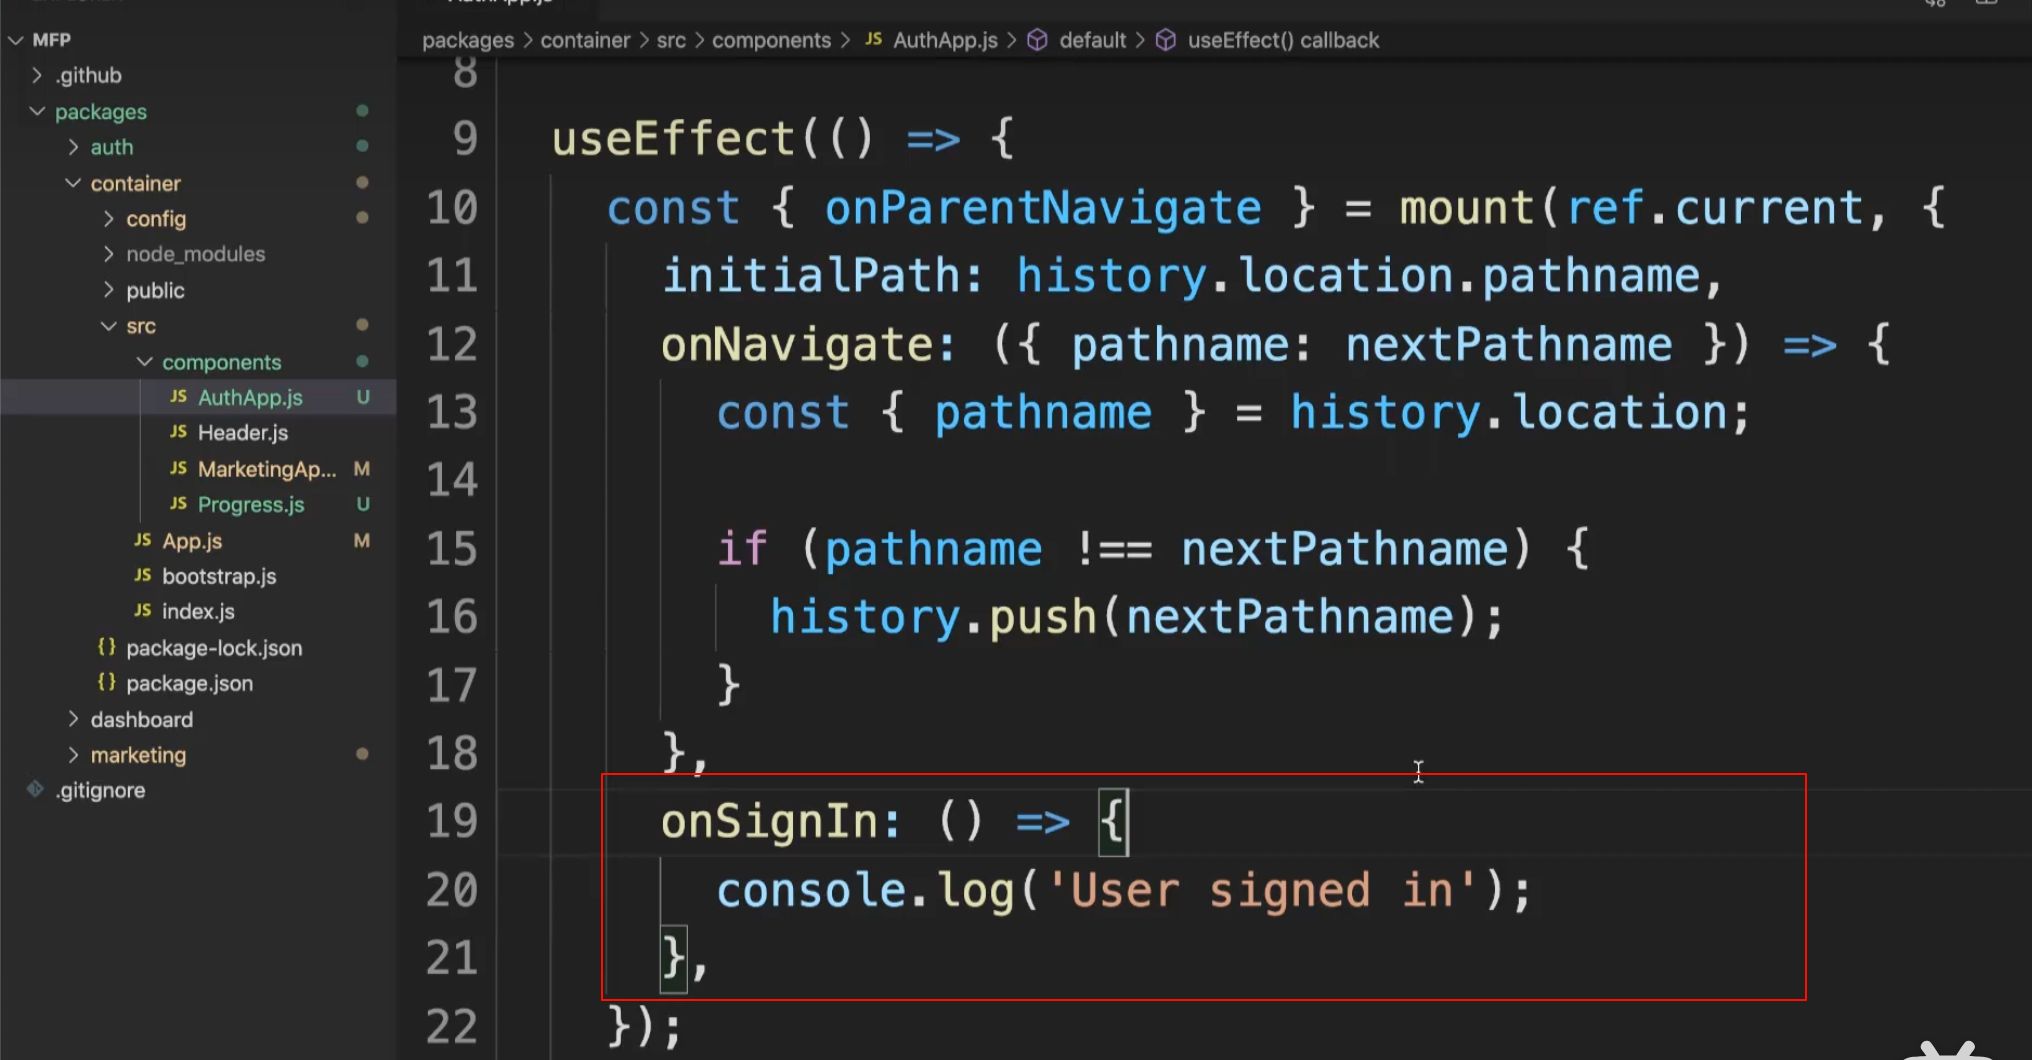 MFP
.github
packages
auth
container
config
node_modules
public
src
components
JS AuthApp.js U
JS Header.js
JS MarketingAp... M
JS Progress.js U
JS App.js M
JS bootstrap.js
JS index.js
{} package-lock.json
{} package.json
dashboard
marketing
.gitignore
AuthApp.js
packages > container > src > components > JS AuthApp.js > default > useEffect() callback
8
9 useEffect(() => {
10 const { onParentNavigate } = mount(ref.current, {
11 initialPath: history.location.pathname,
12 onNavigate: ({ pathname: nextPathname }) => {
13 const { pathname } = history.location;
14
15 if (pathname !== nextPathname) {
16 history.push(nextPathname);
17 }
18 },
19 onSignIn: () => {
20 console.log('User signed in');
21 },
22 });